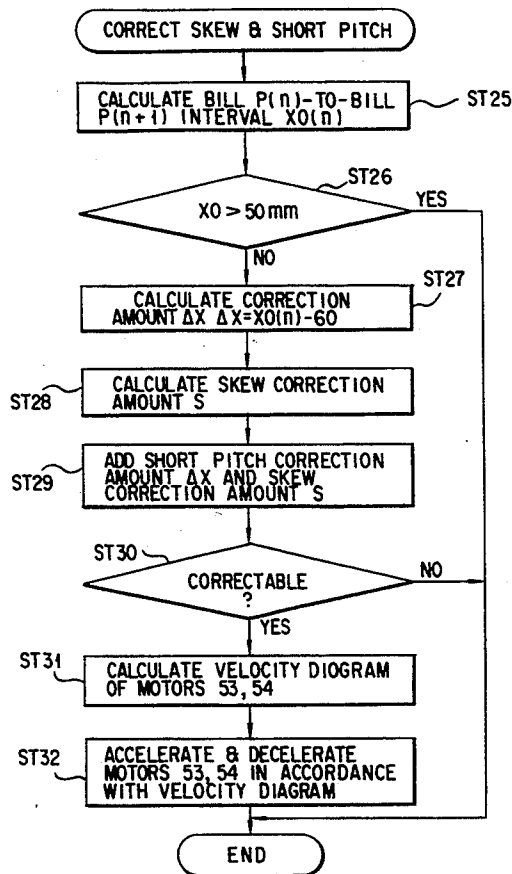 CORRECT SKEW & SHORT PITCH
CALCULATE BILL P(n)-TO-BILL
P(n+1) INTERVAL X0(n)
ST25
ST26
X0 > 50mm
YES
NO
CALCULATE CORRECTION
AMOUNT ΔX ΔX=X0(n)-60
ST27
CALCULATE SKEW CORRECTION
AMOUNT S
ST28
ADD SHORT PITCH CORRECTION
AMOUNT ΔX AND SKEW
CORRECTION AMOUNT S
ST29
ST30
CORRECTABLE
?
NO
YES
ST31
CALCULATE VELOCITY DIOGRAM
OF MOTORS 53, 54
ST32
ACCELERATE & DECELERATE
MOTORS 53, 54 IN ACCORDANCE
WITH VELOCITY DIAGRAM
END